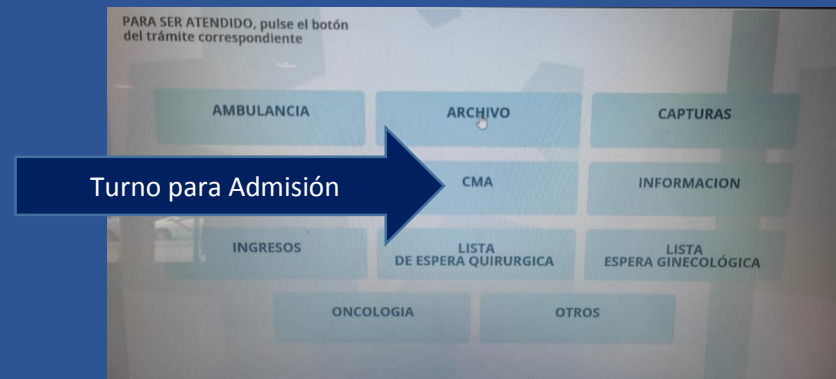 PARA SER ATENDIDO, pulse el botón
del trámite correspondiente
AMBULANCIA
ARCHIVO
CAPTURAS
Turno para Admisión
CMA
INFORMACION
INGRESOS
LISTA
DE ESPERA QUIRURGICA
LISTA
ESPERA GINECOLÓGICA
ONCOLOGIA
OTROS